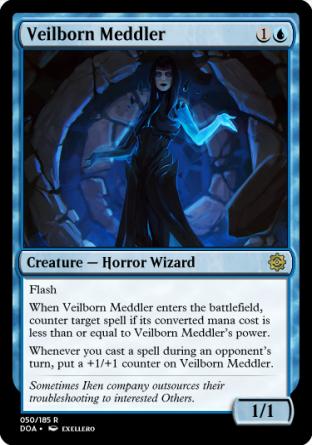 Veilborn Meddler 1
Creature — Horror Wizard
Flash
When Veilborn Meddler enters the battlefield,
counter target spell if its converted mana cost is
less than or equal to Veilborn Meddler's power.
Whenever you cast a spell during an opponent's
turn, put a +1/+1 counter on Veilborn Meddler.
Sometimes Iken company outsources their
troubleshooting to interested Others.
1/1
050/185 R
DOA • EXELLERO